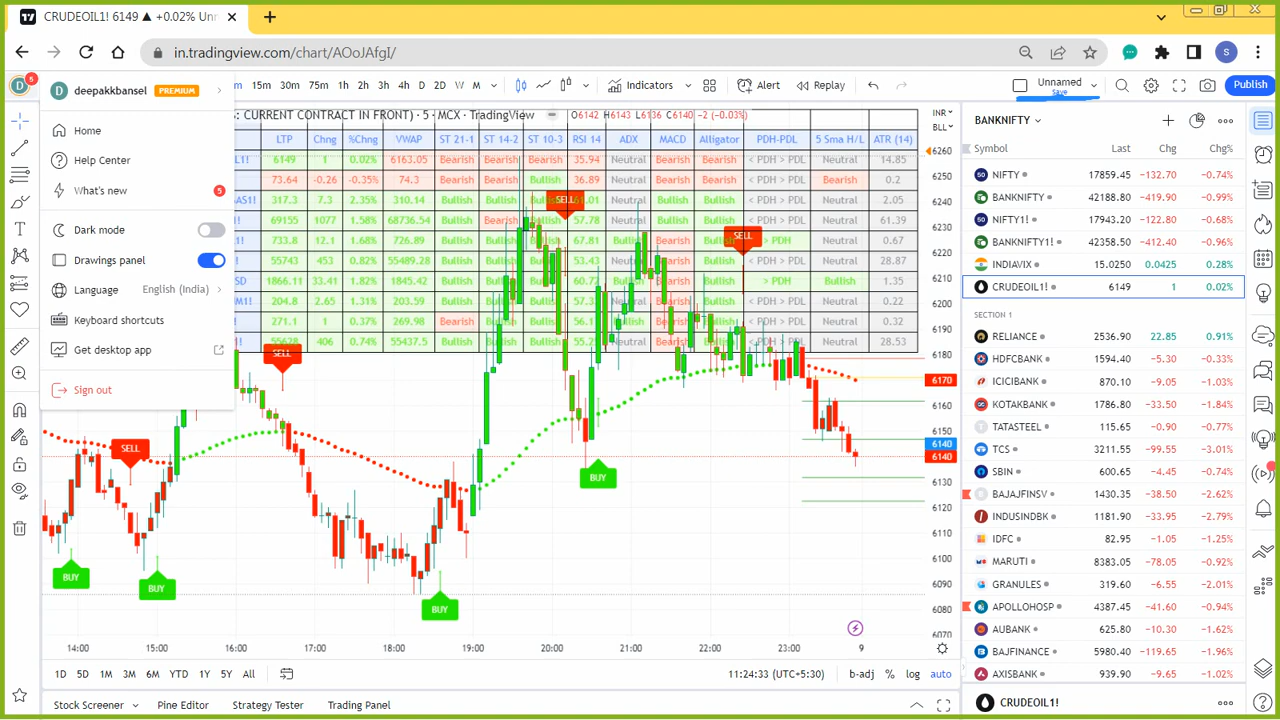 CRUDEOIL1! 6149 ▲ +0.02% Unn
in.tradingview.com/chart/AOoJAfgI/
S
D 5 15m 30m 75m 1h 2h 3h 4h D 2D W M Indicators Alert Replay Unnamed Save Publish
D deepakkbansel PREMIUM
Home
Help Center
What's new 5
Dark mode
Drawings panel
Language English (India)
Keyboard shortcuts
Get desktop app
Sign out
: CURRENT CONTRACT IN FRONT) · 5 · MCX · TradingView O6142 H6143 L6136 C6140 −2 (−0.03%)
LTP Chng %Chng VWAP ST 21-1 ST 14-2 ST 10-3 RSI 14 ADX MACD Alligator PDH-PDL 5 Sma H/L ATR (14)
L1! 6149 1 0.02% 6163.05 Bearish Bearish Bearish 35.94 Neutral Bearish Bearish < PDH > PDL Neutral 14.85
73.64 -0.26 -0.35% 74.3 Bearish Bearish Bullish 36.89 Neutral Bearish Bearish < PDH > PDL Bearish 0.2
AS1! 317.3 7.3 2.35% 310.14 Bullish Bullish Bullish Neutral Bullish Bullish < PDH > PDL Neutral 2.05
69155 1077 1.58% 68736.54 Bullish Bearish Bullish 57.78 Neutral Bullish Bullish < PDH > PDL Neutral 61.39
733.8 12.1 1.68% 726.89 Bullish Bullish Bullish 67.81 Bullish Bearish Bullish > PDH Neutral 0.67
55743 453 0.82% 55489.28 Bullish Bullish Bullish 53.43 Neutral Bearish Bullish < PDH > PDL Neutral 28.87
SD 1866.11 33.41 1.82% 1845.42 Bullish Bullish Bullish 60.72 Bullish Bearish Bullish > PDH Bullish 1.35
M1! 204.8 2.65 1.31% 203.59 Bullish Bullish Bullish Neutral Bearish Bullish < PDH > PDL Neutral 0.22
271.1 1 0.37% 269.98 Bearish Bullish Bullish 56.1 Bullish Bearish Bullish < PDH > PDL Neutral 0.32
55628 406 0.74% 55437.5 Bullish Bullish Bullish Neutral Bearish Bullish < PDH > PDL Neutral 28.53
SELL
SELL
SELL
SELL
BUY
BUY
BUY
BUY
INR
BLL
6260
6250
6240
6230
6220
6210
6200
6190
6180
6170
6160
6150
6140
6140
6130
6120
6110
6100
6090
6080
6070
14:00 15:00 16:00 17:00 18:00 19:00 20:00 21:00 22:00 23:00 9
1D 5D 1M 3M 6M YTD 1Y 5Y All 11:24:33 (UTC+5:30) b-adj % log auto
Stock Screener Pine Editor Strategy Tester Trading Panel
BANKNIFTY
Symbol Last Chg Chg%
50 NIFTY 17859.45 −132.70 −0.74%
BANKNIFTY 42188.80 −419.90 −0.99%
50 NIFTY1! 17943.20 −122.80 −0.68%
BANKNIFTY1! 42358.50 −412.40 −0.96%
INDIAVIX 15.0250 0.0425 0.28%
CRUDEOIL1! 6149 1 0.02%
SECTION 1
RELIANCE 2536.90 22.85 0.91%
HDFCBANK 1594.40 −5.30 −0.33%
ICICIBANK 870.10 −9.05 −1.03%
KOTAKBANK 1786.80 −33.50 −1.84%
TATASTEEL 115.65 −0.90 −0.77%
TCS 3211.55 −99.55 −3.01%
SBIN 600.65 −4.45 −0.74%
BAJAJFINSV 1430.35 −38.50 −2.62%
INDUSINDBK 1181.90 −33.95 −2.79%
IDFC 82.95 −1.05 −1.25%
MARUTI 8383.05 −78.05 −0.92%
GRANULES 319.60 −6.55 −2.01%
APOLLOHOSP 4387.45 −41.60 −0.94%
AUBANK 625.80 −10.30 −1.62%
BAJFINANCE 5980.40 −119.65 −1.96%
AXISBANK 939.90 −9.65 −1.02%
CRUDEOIL1!